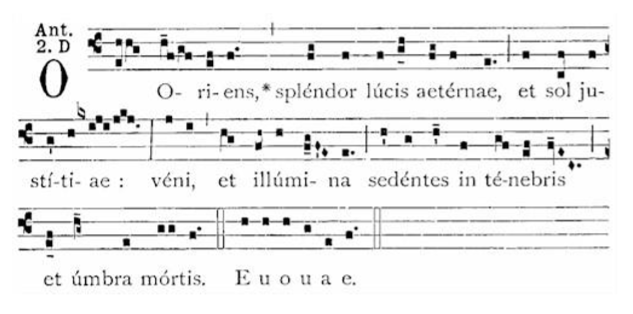 Ant.
2. D
O O- ri- ens,* spléndor lúcis aetérnae, et sol ju-
stí-ti- ae : véni, et illúmi- na sedéntes in té-nebris
et úmbra mórtis. E u o u a e.